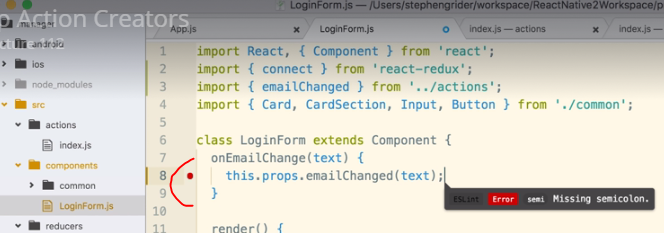 LoginForm.js — /Users/stephengrider/workspace/ReactNative2Workspace/p
Action Creators
manager
android
ios
node_modules
src
actions
index.js
components
common
LoginForm.js
reducers
App.js
LoginForm.js
index.js — actions
index.js —
1 import React, { Component } from 'react';
2 import { connect } from 'react-redux';
3 import { emailChanged } from '../actions';
4 import { Card, CardSection, Input, Button } from './common';
5
6 class LoginForm extends Component {
7 onEmailChange(text) {
8 this.props.emailChanged(text);
9 }
10
11 render() {
ESLint Error semi Missing semicolon.